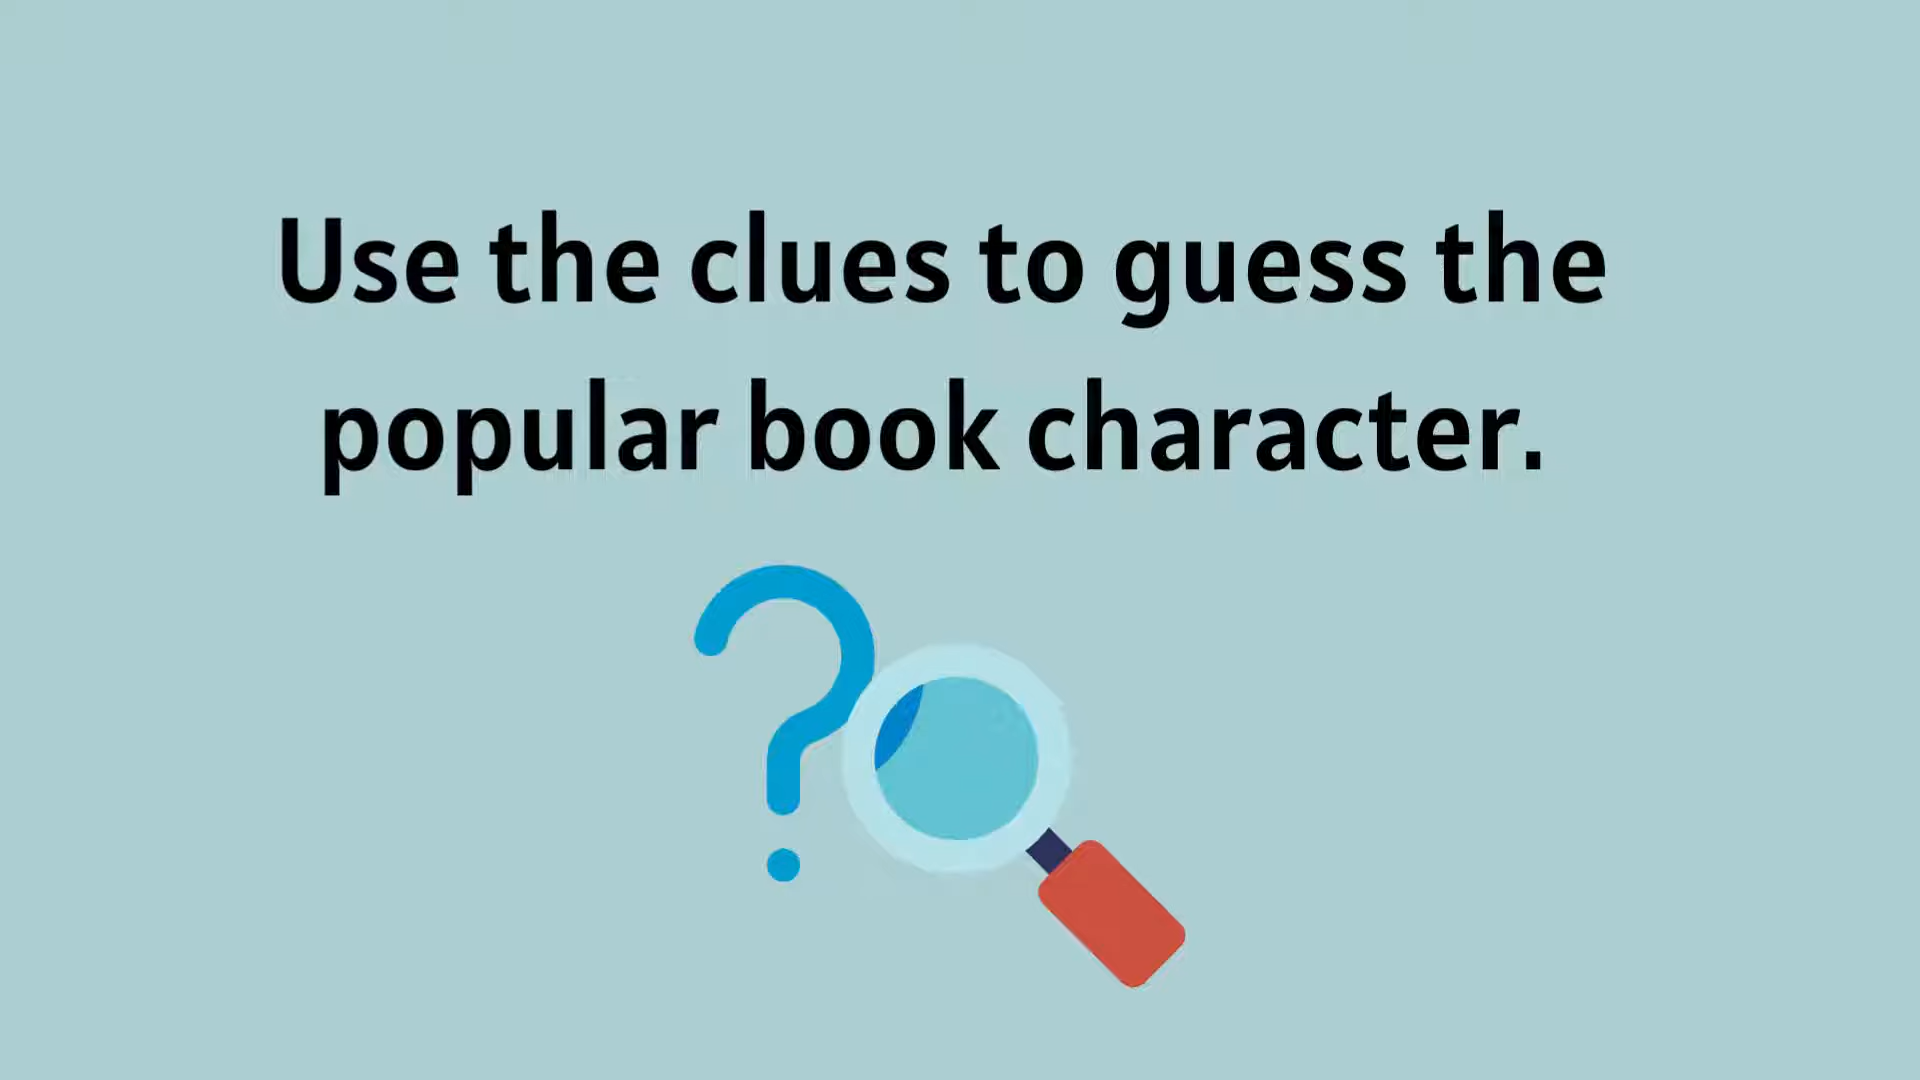 Use the clues to guess the
popular book character.